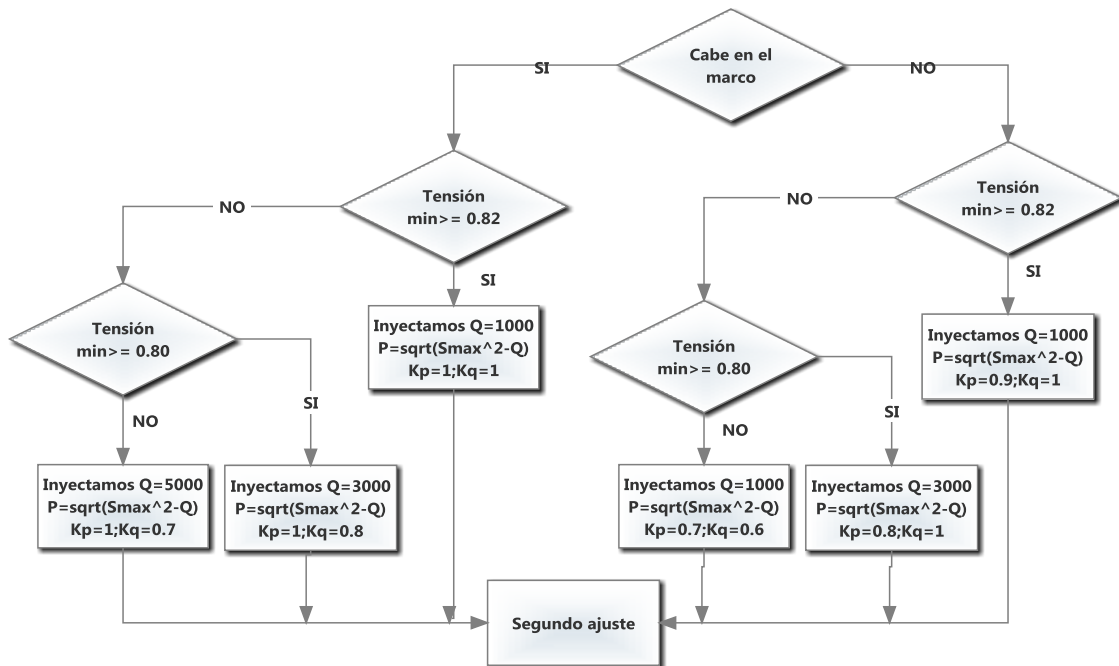 Cabe en el
marco
SI
NO
Tensión
min>= 0.82
NO
SI
Tensión
min>= 0.82
NO
SI
Tensión
min>= 0.80
NO
SI
Inyectamos Q=1000
P=sqrt(Smax^2-Q)
Kp=1;Kq=1
Tensión
min>= 0.80
NO
SI
Inyectamos Q=1000
P=sqrt(Smax^2-Q)
Kp=0.9;Kq=1
Inyectamos Q=5000
P=sqrt(Smax^2-Q)
Kp=1;Kq=0.7
Inyectamos Q=3000
P=sqrt(Smax^2-Q)
Kp=1;Kq=0.8
Inyectamos Q=1000
P=sqrt(Smax^2-Q)
Kp=0.7;Kq=0.6
Inyectamos Q=3000
P=sqrt(Smax^2-Q)
Kp=0.8;Kq=1
Segundo ajuste